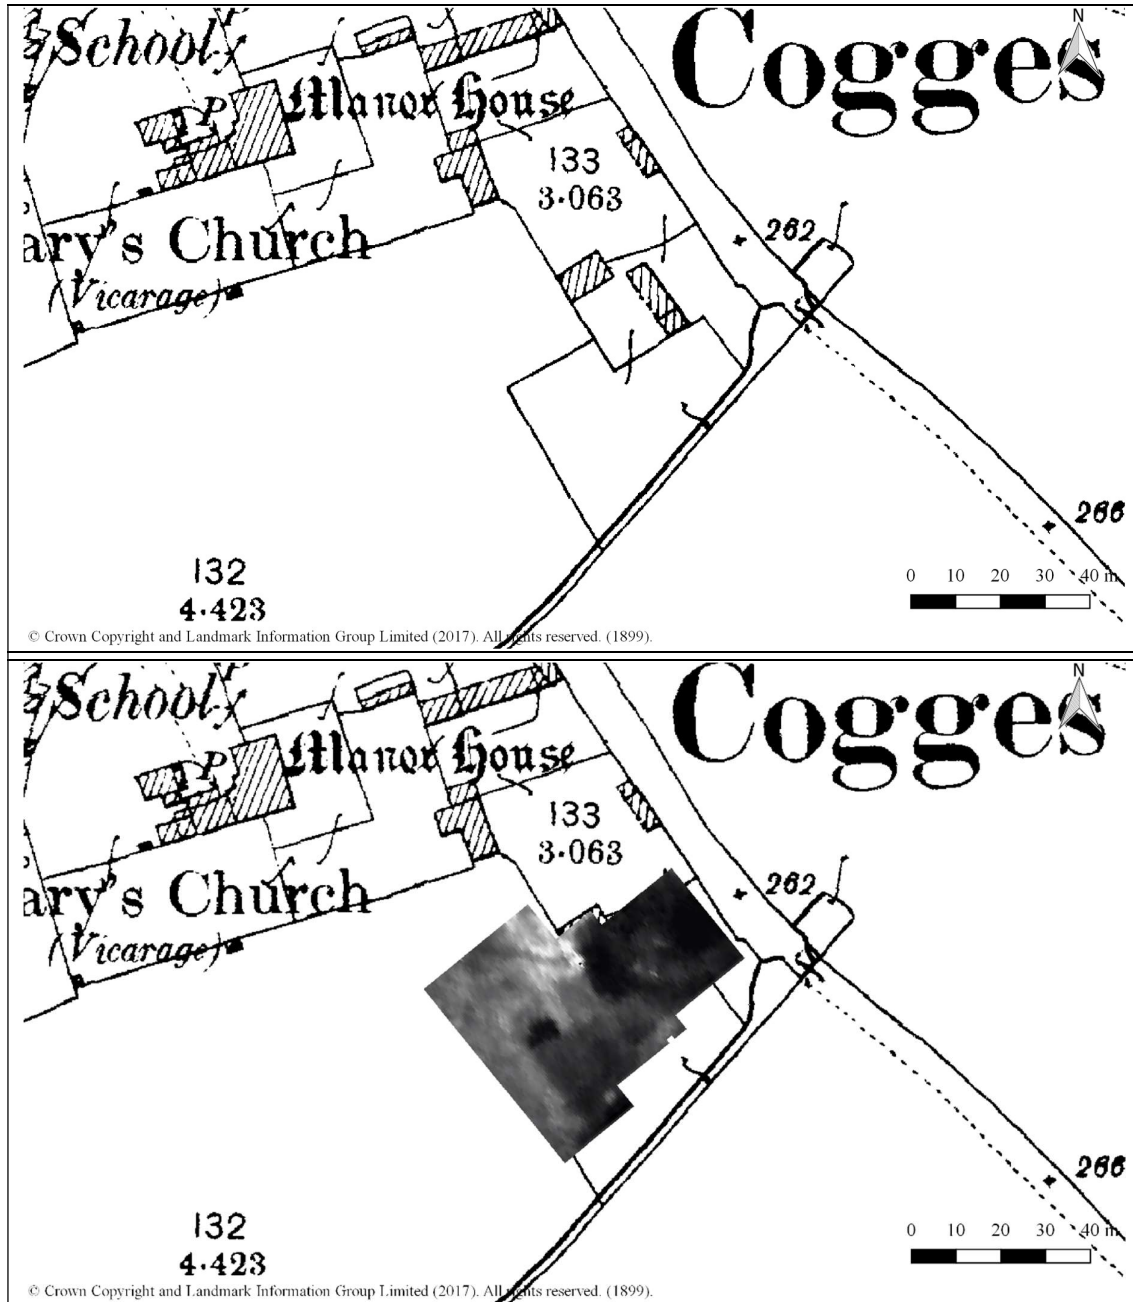 School
Cogges
N
P
Manor House
133
3·063
ary's Church
262
(Vicarage)
266
132
4·423
0 10 20 30 40 m
© Crown Copyright and Landmark Information Group Limited (2017). All rights reserved. (1899).
School
Cogges
N
P
Manor House
133
3·063
262
ary's Church
(Vicarage)
266
132
4·423
0 10 20 30 40 m
© Crown Copyright and Landmark Information Group Limited (2017). All rights reserved. (1899).